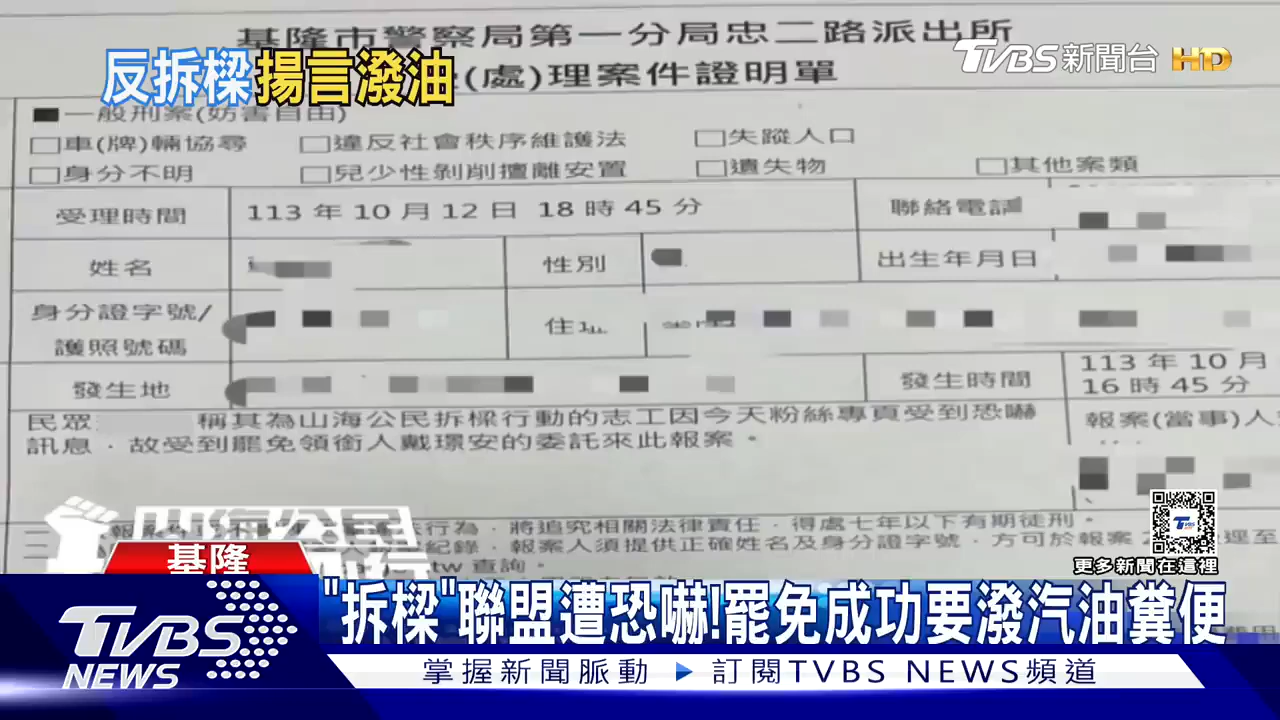 基隆市警察局第一分局忠二路派出所
TVBS新聞台 HD
反拆樑 揚言潑油
(處)理案件證明單
■一般刑案(妨害自由)
□車(牌)輛協尋 □違反社會秩序維護法 □失蹤人口
□身分不明 □兒少性剝削擅離安置 □遺失物 □其他案類
受理時間 113 年 10 月 12 日 18 時 45 分 聯絡電話
姓名 性別 出生年月日
身分證字號/
護照號碼
住
發生地 發生時間 113 年 10 月
16 時 45 分
民眾 稱其為山海公民拆樑行動的志工因今天粉絲專頁受到恐嚇
訊息，故受到罷免領銜人戴璟安的委託來此報案。
報案(當事)人
山海公民
行為，將追究相關法律責任，得處七年以下有期徒刑。
紀錄，報案人須提供正確姓名及身分證字號，方可於報案
tw 查詢。
更多新聞在這裡
基隆
"拆樑"聯盟遭恐嚇!罷免成功要潑汽油糞便
TVBS NEWS
掌握新聞脈動 ▶ 訂閱TVBS NEWS頻道